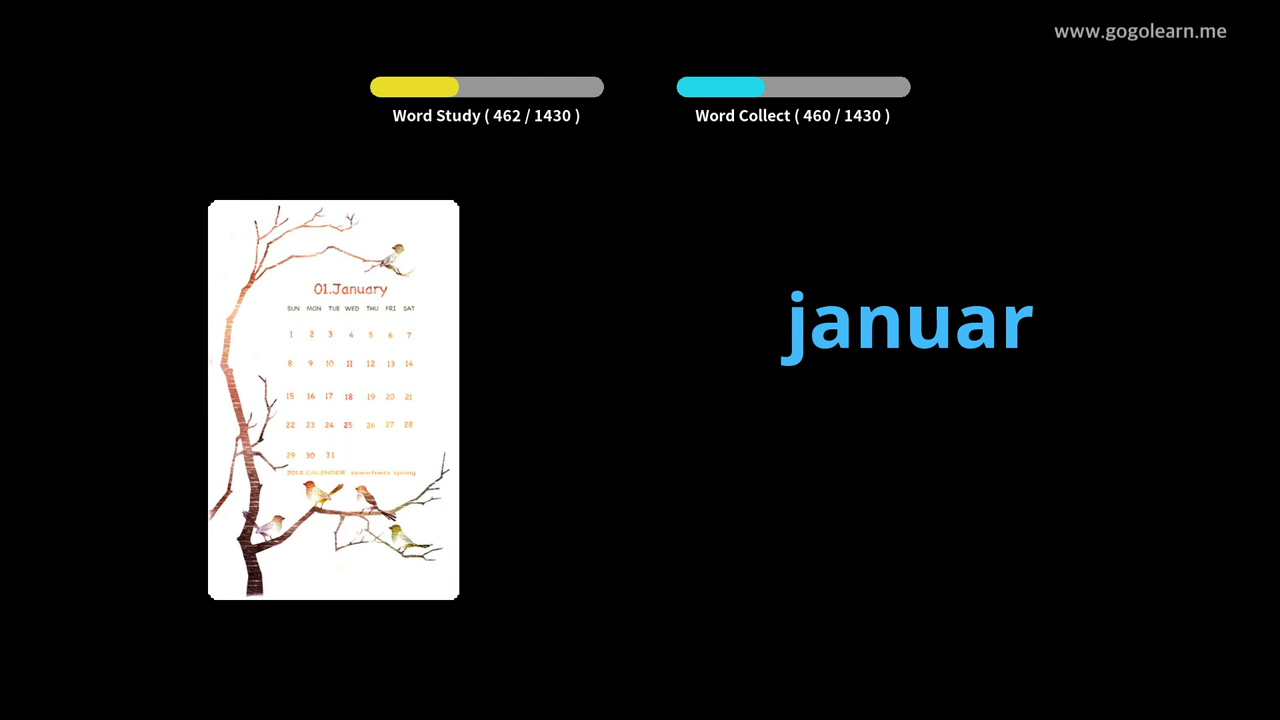 www.gogolearn.me
Word Study ( 462 / 1430 )
Word Collect ( 460 / 1430 )
januar
01.January
SUN MON TUE WED THU FRI SAT
1 2 3 4 5 6 7
8 9 10 11 12 13 14
15 16 17 18 19 20 21
22 23 24 25 26 27 28
29 30 31
CALENDER
spring